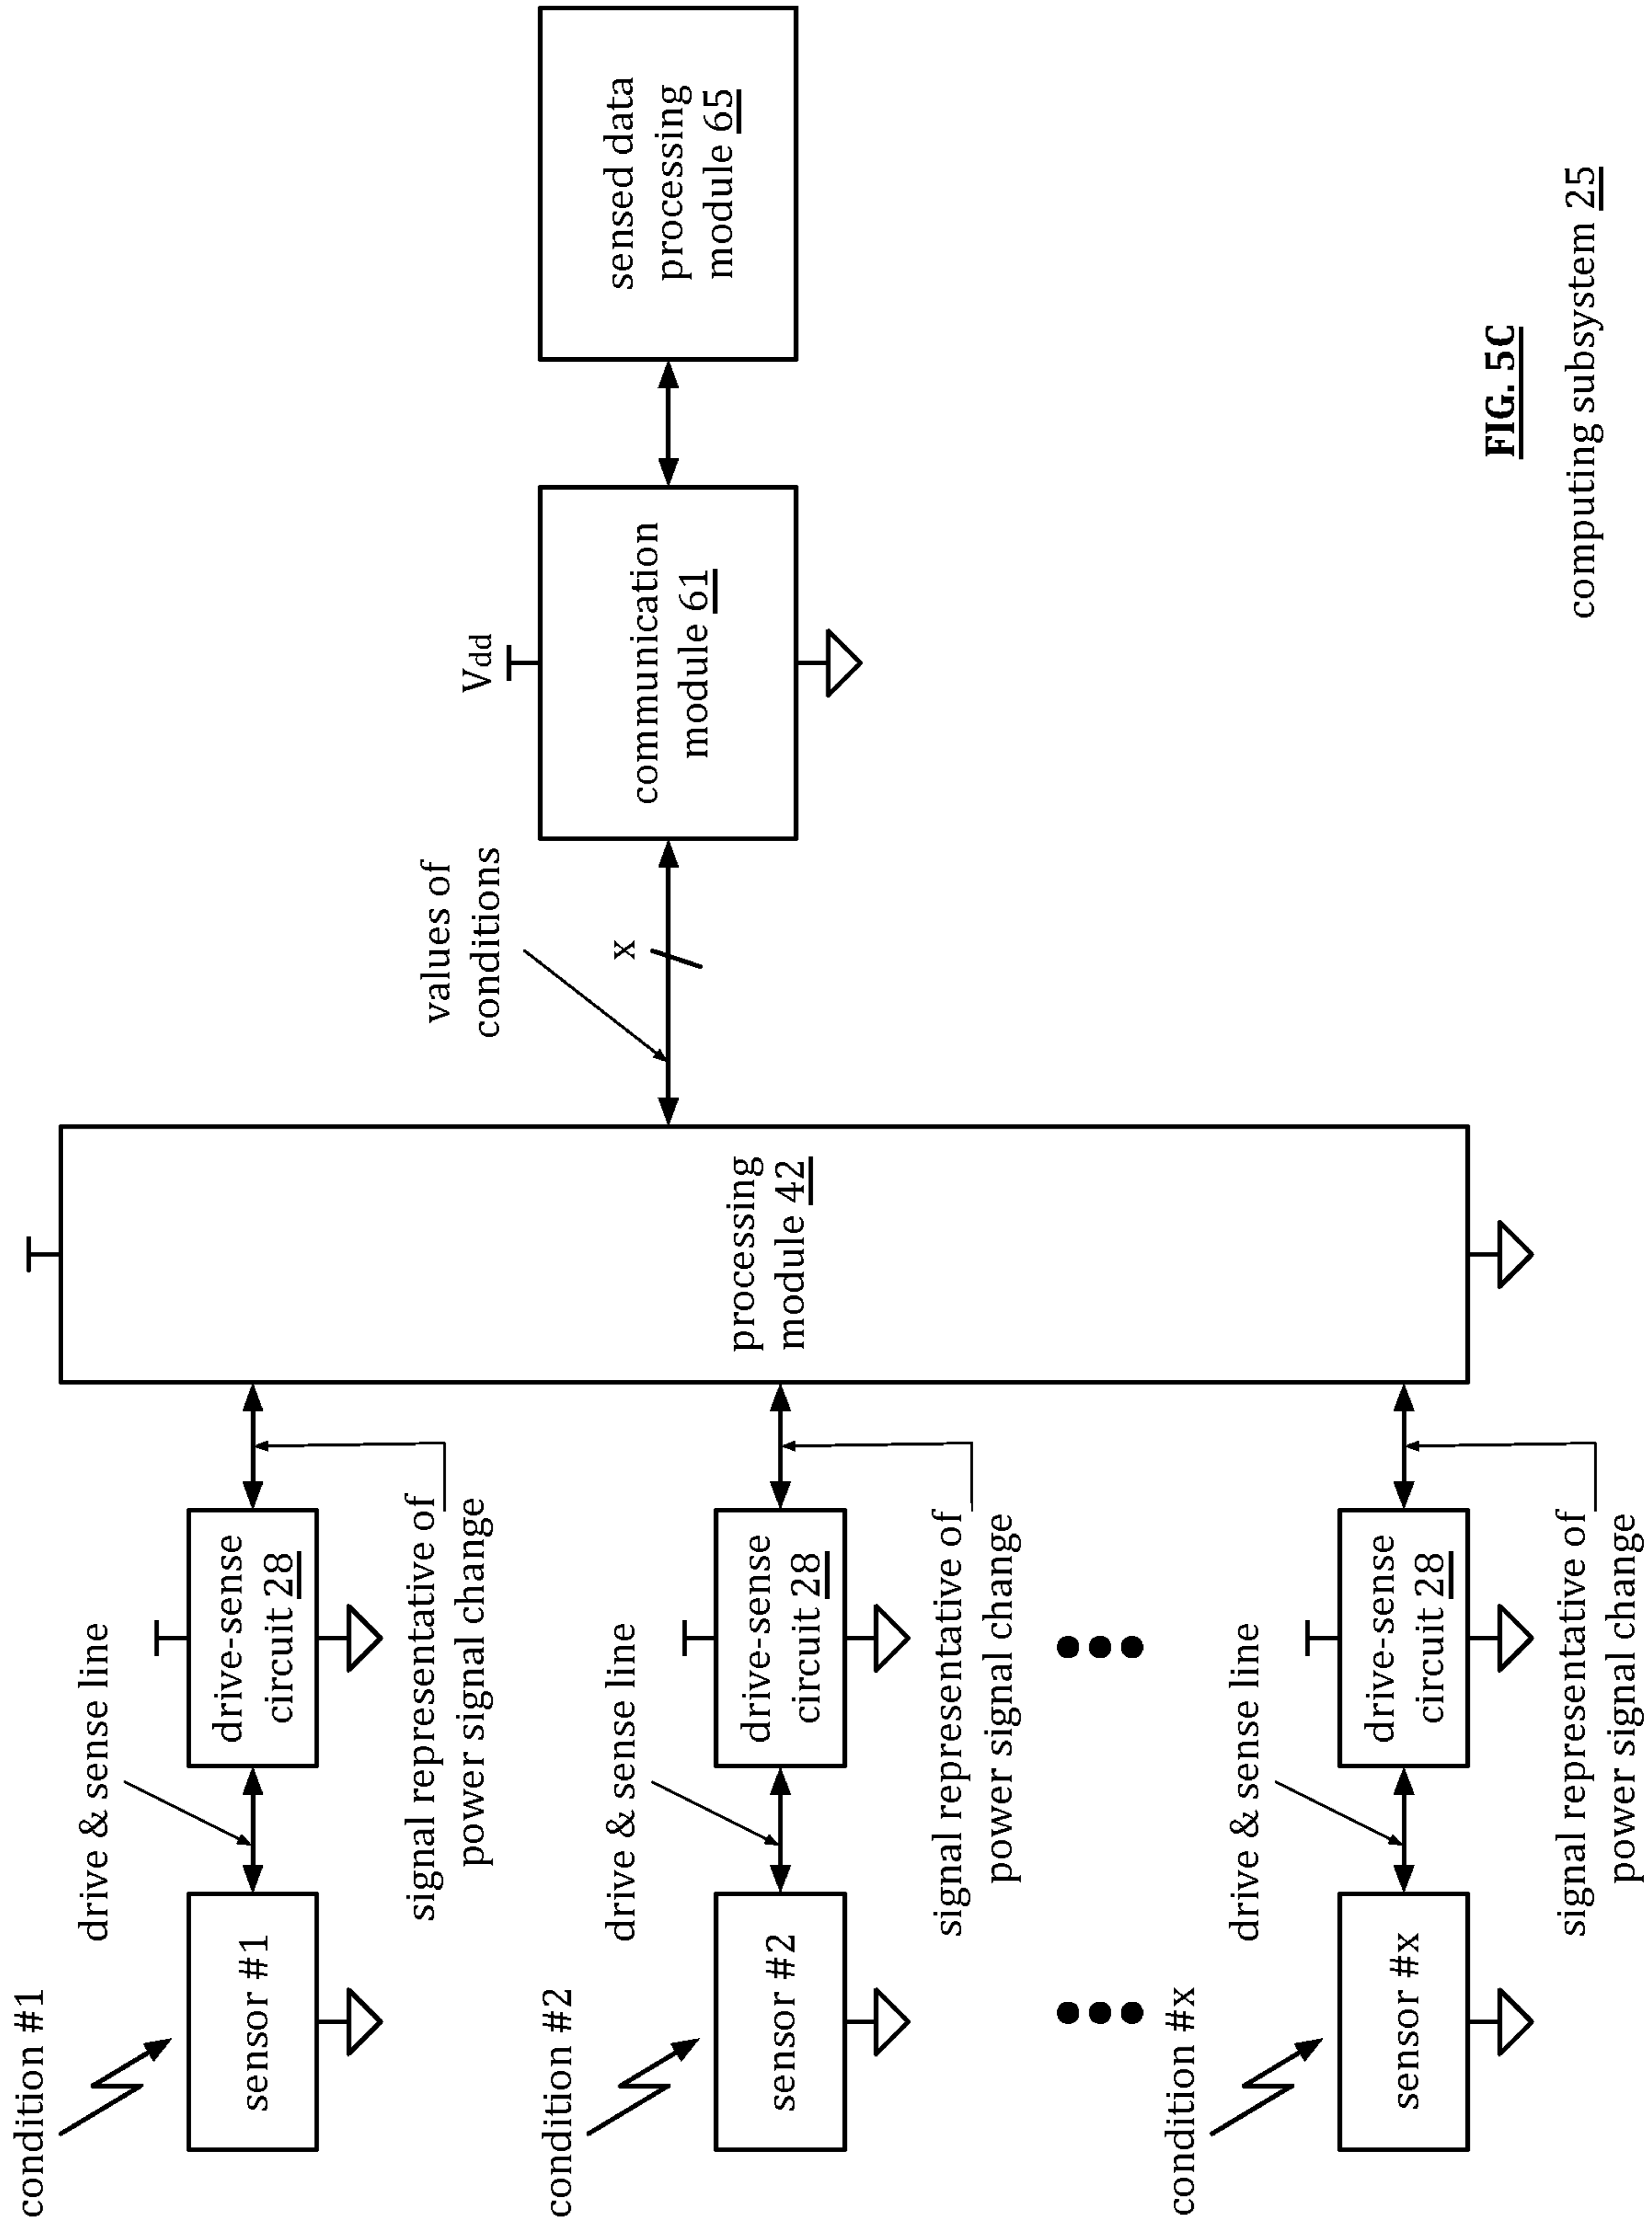 condition #1
drive & sense line
sensor #1
drive-sense
circuit 28
signal representative of
power signal change
condition #2
drive & sense line
sensor #2
drive-sense
circuit 28
signal representative of
power signal change
condition #x
drive & sense line
sensor #x
drive-sense
circuit 28
signal representative of
power signal change
processing
module 42
values of
conditions
x
Vdd
communication
module 61
sensed data
processing
module 65
FIG. 5C
computing subsystem 25